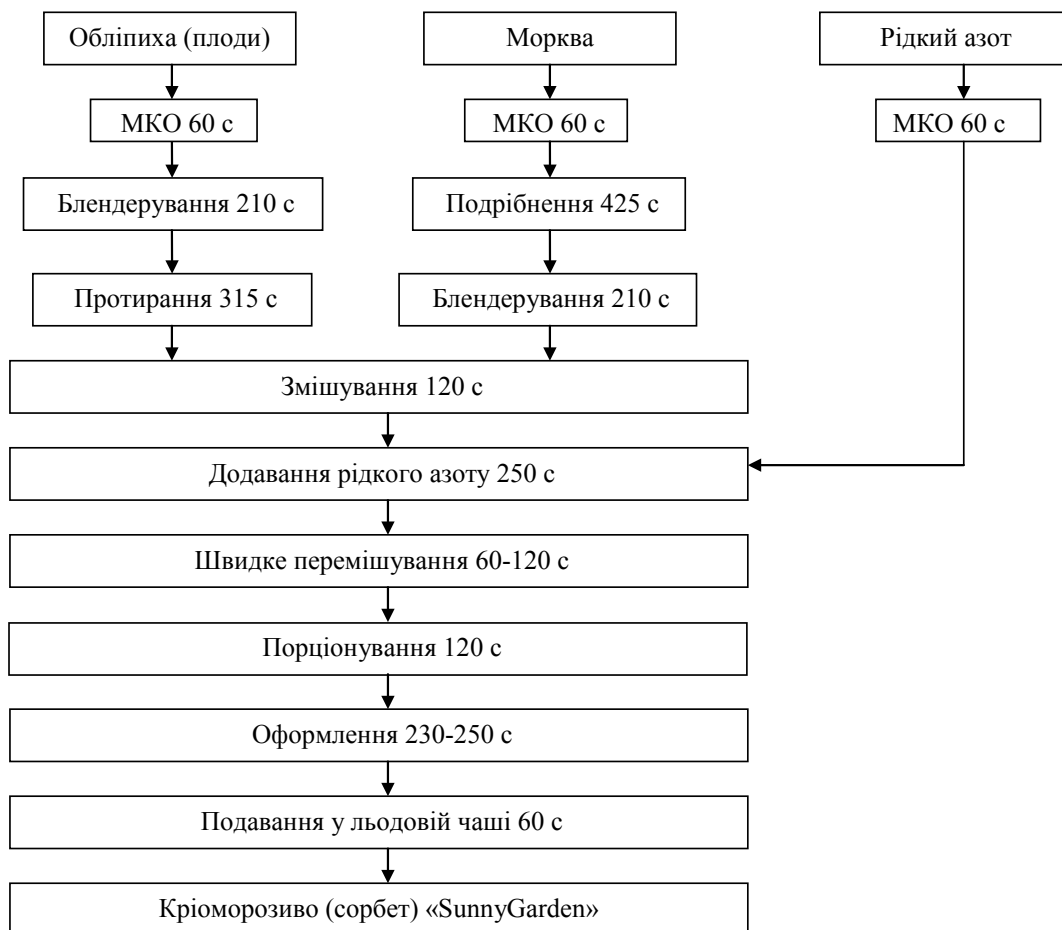 Обліпиха (плоди)
Морква
Рідкий азот
МКО 60 с
МКО 60 с
МКО 60 с
Блендерування 210 с
Подрібнення 425 с
Протирання 315 с
Блендерування 210 с
Змішування 120 с
Додавання рідкого азоту 250 с
Швидке перемішування 60-120 с
Порціонування 120 с
Оформлення 230-250 с
Подавання у льодовій чаші 60 с
Кріоморозиво (сорбет) «SunnyGarden»